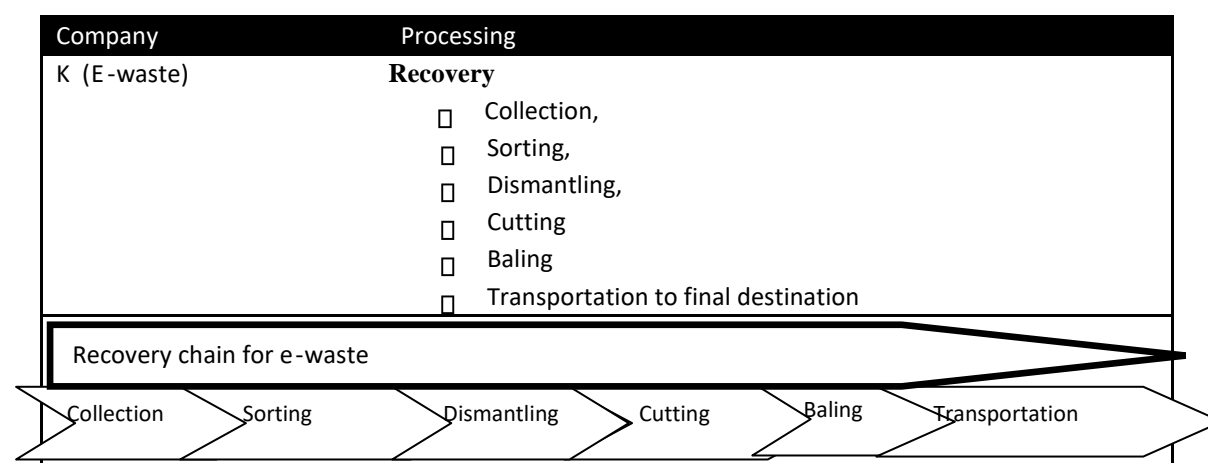 Company Processing
K (E-waste) Recovery
Collection,
Sorting,
Dismantling,
Cutting
Baling
Transportation to final destination
Recovery chain for e-waste
Collection Sorting Dismantling Cutting Baling Transportation